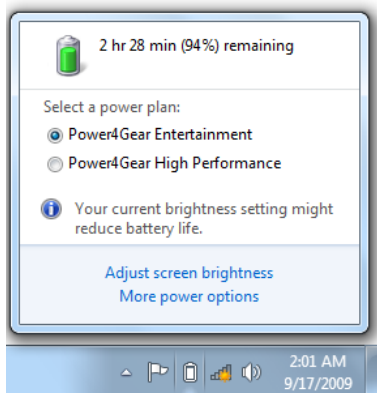 2 hr 28 min (94%) remaining
Select a power plan:
Power4Gear Entertainment
Power4Gear High Performance
Your current brightness setting might
reduce battery life.
Adjust screen brightness
More power options
2:01 AM
9/17/2009